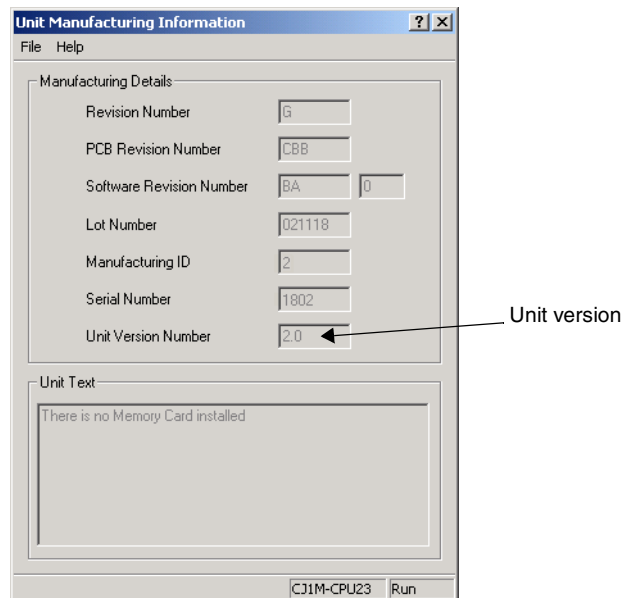 Unit Manufacturing Information
File Help
Manufacturing Details
Revision Number G
PCB Revision Number CBB
Software Revision Number BA 0
Lot Number 021118
Manufacturing ID 2
Serial Number 1802
Unit Version Number 2.0
Unit version
Unit Text
There is no Memory Card installed
CJ1M-CPU23 Run